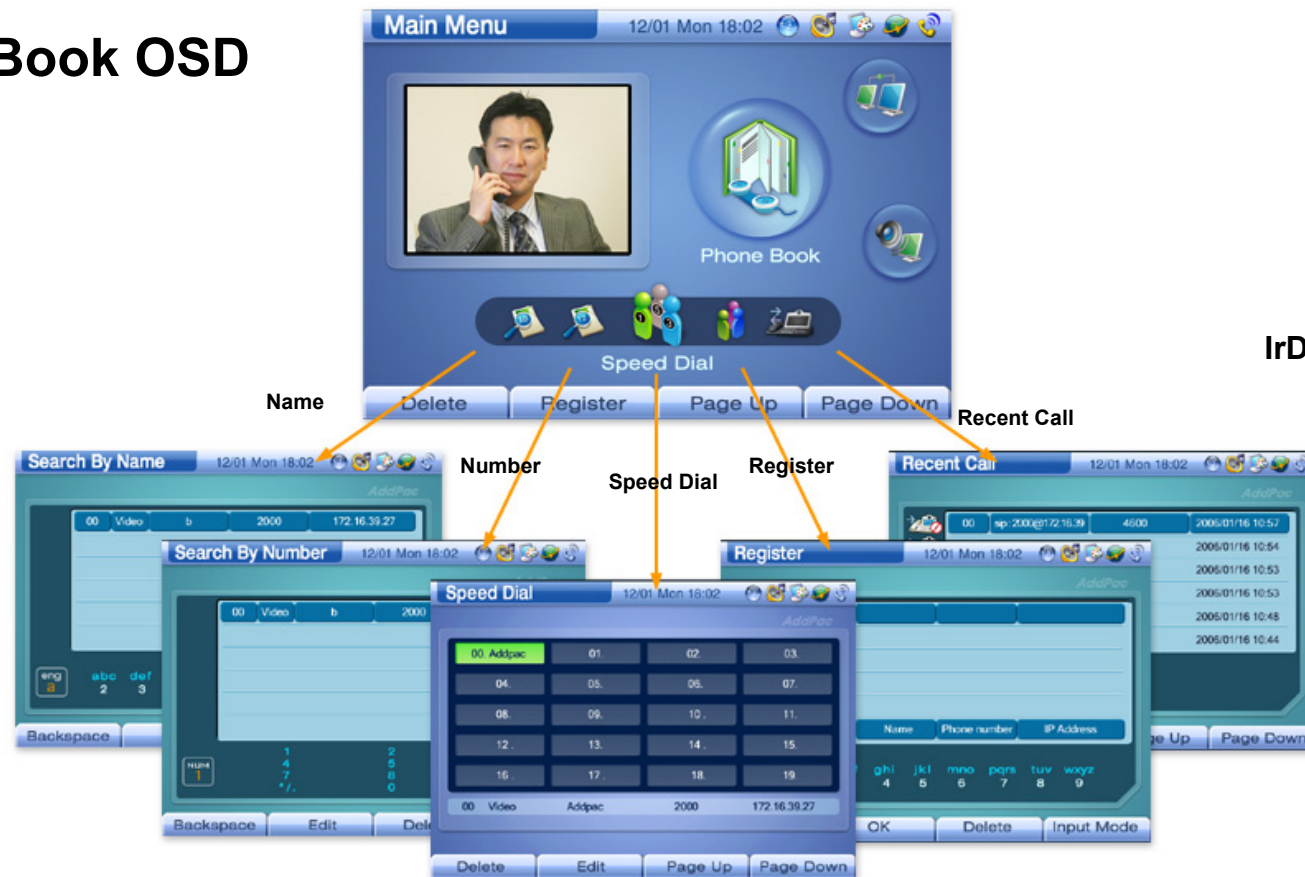 Book OSD
Main Menu 12/01 Mon 18:02
Phone Book
Speed Dial
Delete Register Page Up Page Down
IrD
Name
Number
Speed Dial
Register
Recent Call
Search By Name 12/01 Mon 18:02
AddPac
00 Video b 2000 172.16.39.27
eng a
abc def
2 3
Backspace
Search By Number 12/01 Mon 18:02
00 Video b 2000
NUM 1
1 2
4 5
7 8
*/. 0
Backspace Edit Dele
Speed Dial 12/01 Mon 18:02
AddPac
00. Addpac 01. 02. 03.
04. 05. 06. 07.
08. 09. 10. 11.
12. 13. 14. 15.
16. 17. 18. 19.
00 Video Addpac 2000 172.16.39.27
Delete Edit Page Up Page Down
Register 12/01 Mon 18:02
AddPac
Name Phone number IP Address
ghi jkl mno pqrs tuv wxyz
4 5 6 7 8 9
OK Delete Input Mode
Recent Call 12/01 Mon 18:02
AddPac
00 sip:2000@172.16.39 4600 2006/01/16 10:57
2006/01/16 10:54
2006/01/16 10:53
2006/01/16 10:53
2006/01/16 10:48
2006/01/16 10:44
ge Up Page Down